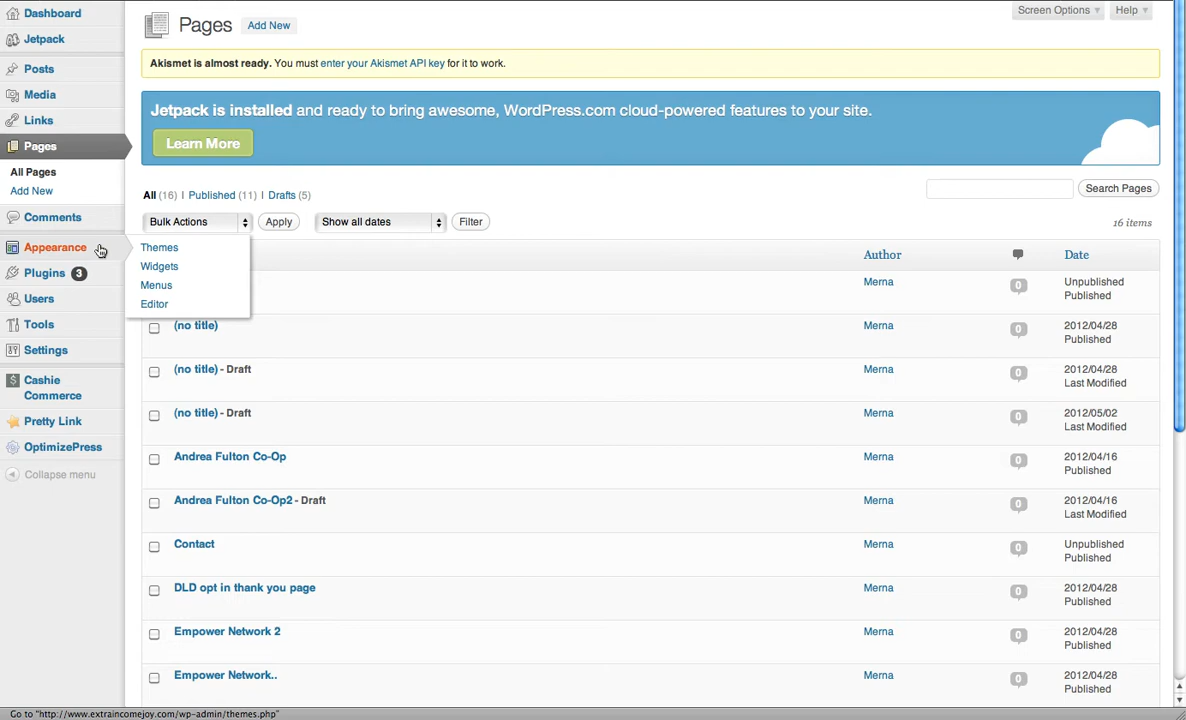 Dashboard
Jetpack
Posts
Media
Links
Pages
All Pages
Add New
Comments
Appearance
Plugins 3
Users
Tools
Settings
Cashie
Commerce
Pretty Link
OptimizePress
Collapse menu
Themes
Widgets
Menus
Editor
Screen Options Help
Pages Add New
Akismet is almost ready. You must enter your Akismet API key for it to work.
Jetpack is installed and ready to bring awesome, WordPress.com cloud-powered features to your site.
Learn More
All (16) | Published (11) | Drafts (5)
Search Pages
Bulk Actions Apply Show all dates Filter
16 items
Author Date
Merna 0 Unpublished
Published
(no title) Merna 0 2012/04/28
Published
(no title) - Draft Merna 0 2012/04/28
Last Modified
(no title) - Draft Merna 0 2012/05/02
Last Modified
Andrea Fulton Co-Op Merna 0 2012/04/16
Published
Andrea Fulton Co-Op2 - Draft Merna 0 2012/04/16
Last Modified
Contact Merna 0 Unpublished
Published
DLD opt in thank you page Merna 0 2012/04/28
Published
Empower Network 2 Merna 0 2012/04/28
Published
Empower Network.. Merna 0 2012/04/28
Published
Go to "http://www.extraincomejoy.com/wp-admin/themes.php"